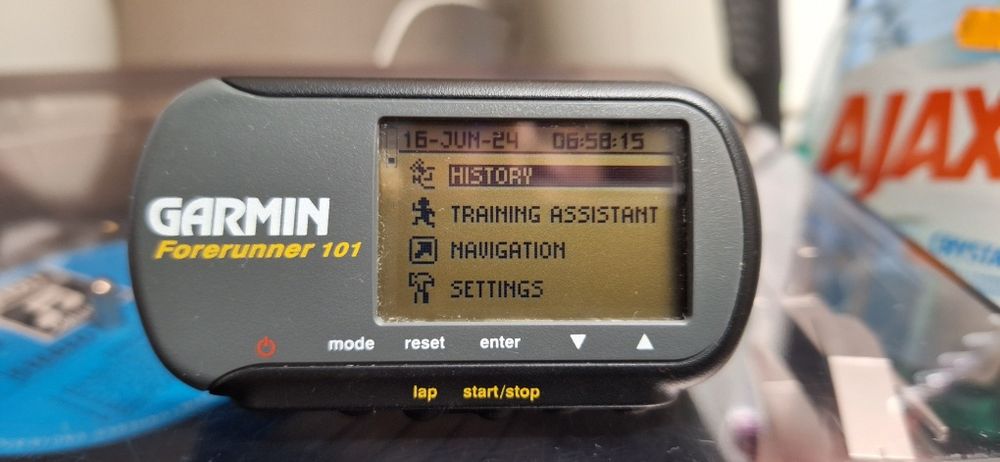 16-JUN-24 06:58:15
HISTORY
TRAINING ASSISTANT
NAVIGATION
SETTINGS
GARMIN
Forerunner 101
mode reset enter
lap start/stop
AJAX